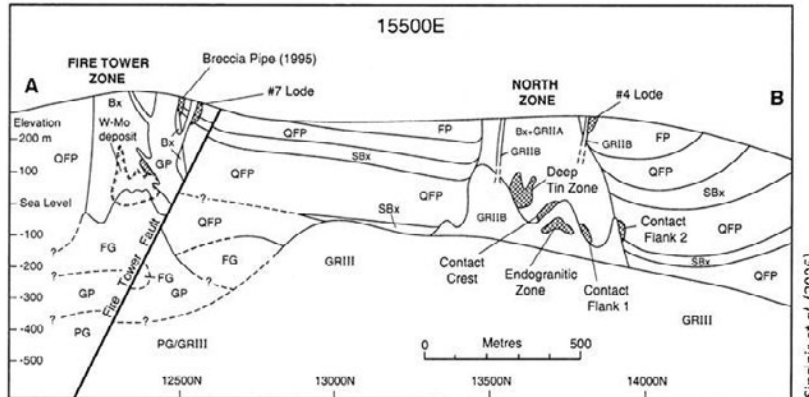 15500E
Breccia Pipe (1995)
FIRE TOWER
ZONE
A
#7 Lode
NORTH
ZONE
#4 Lode
B
Bx
Elevation
200 m
W-Mo
deposit
QFP
Bx
GP
QFP
FP
SBx
Bx+GRIIA
GRIIB
GRIIB
FP
100
QFP
QFP
QFP
Deep
Tin Zone
SBx
Sea Level
?
QFP
SBx
GRIIB
QFP
Contact
Flank 2
-100
FG
FG
GRIII
Contact
Crest
Endogranitic
Zone
Contact
Flank 1
SBx
QFP
?
-200
?
FG
GP
GP
Fire Tower Fault
GRIII
-300
?
?
PG
-400
PG/GRIII
0
Metres
500
-500
12500N
13000N
13500N
14000N